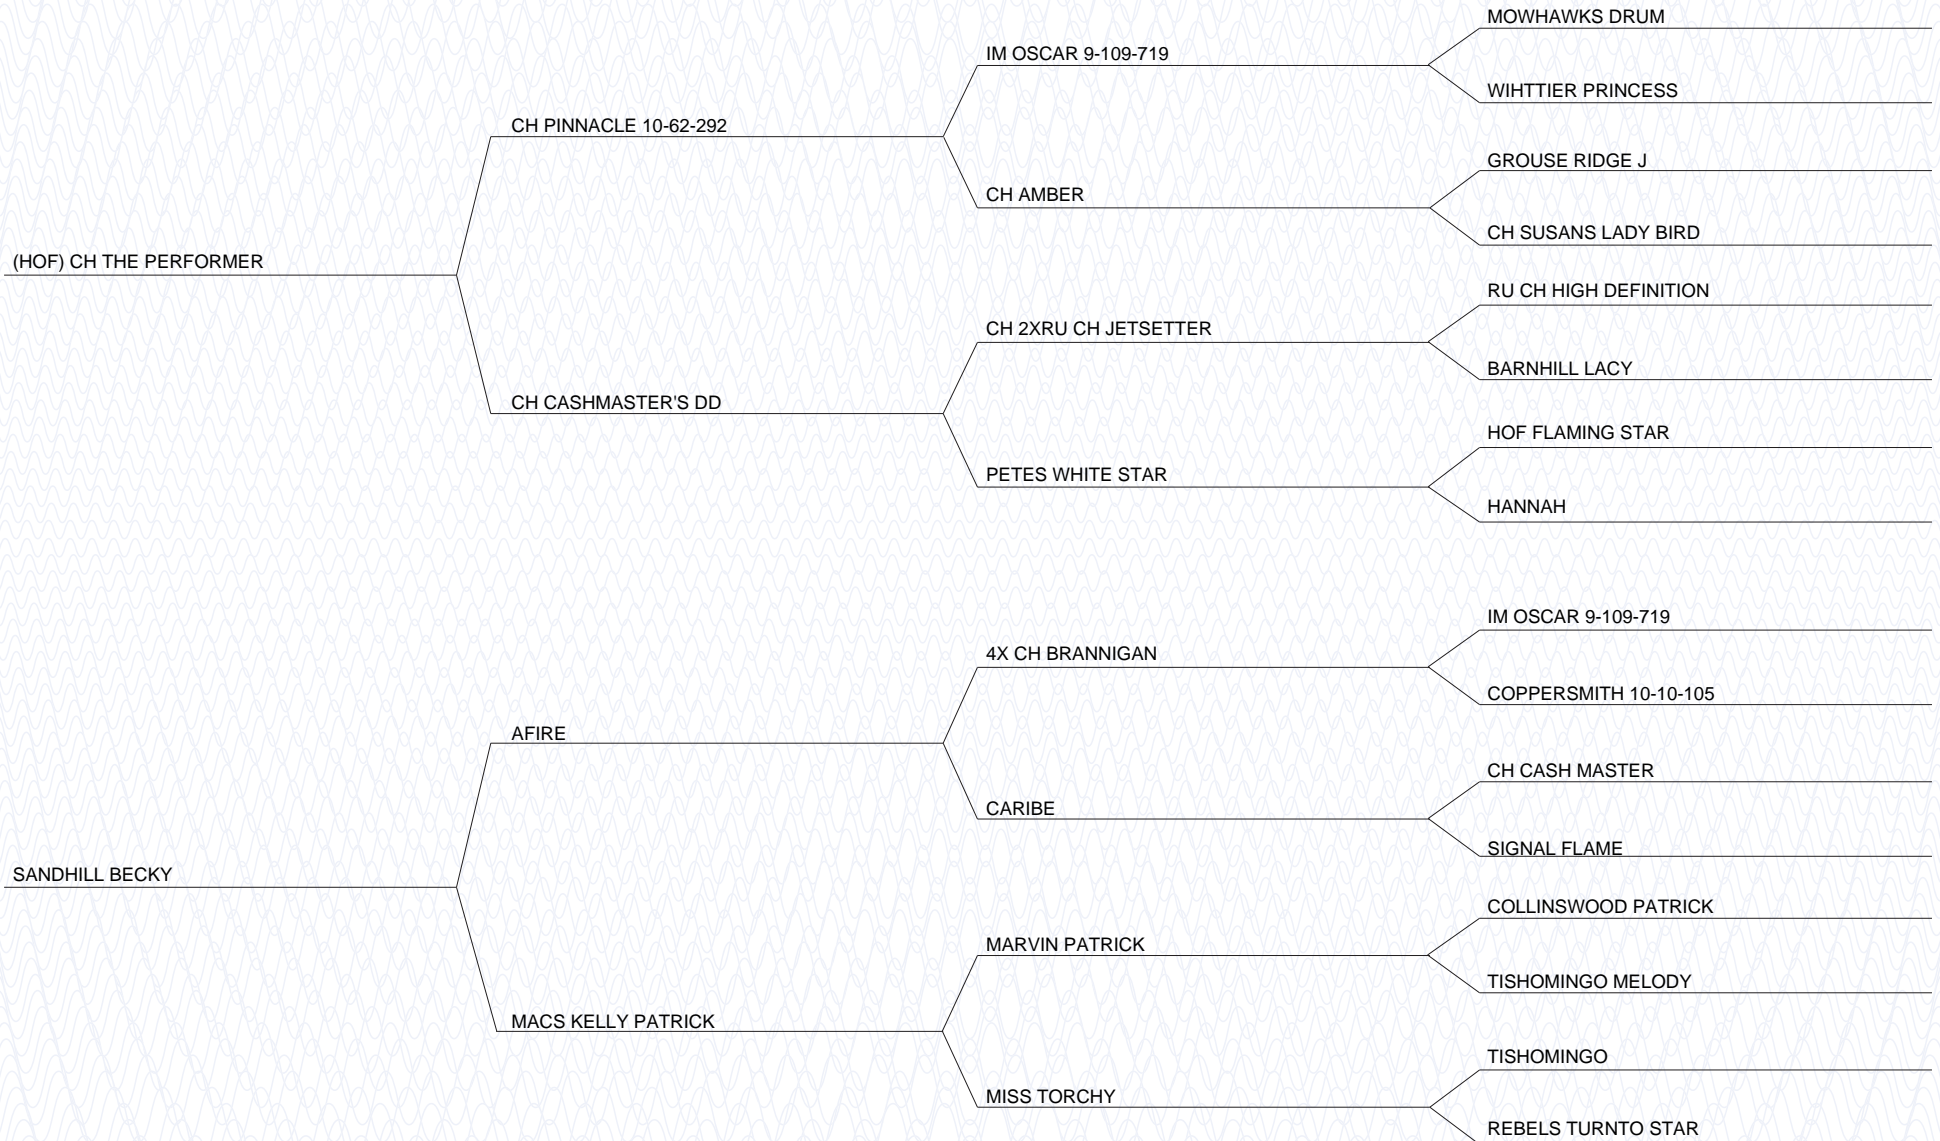 MOWHAWKS DRUM
IM OSCAR 9-109-719
WIHTTIER PRINCESS
CH PINNACLE 10-62-292
GROUSE RIDGE J
CH AMBER
CH SUSANS LADY BIRD
(HOF) CH THE PERFORMER
RU CH HIGH DEFINITION
CH 2XRU CH JETSETTER
BARNHILL LACY
CH CASHMASTER'S DD
HOF FLAMING STAR
PETES WHITE STAR
HANNAH
IM OSCAR 9-109-719
4X CH BRANNIGAN
COPPERSMITH 10-10-105
AFIRE
CH CASH MASTER
CARIBE
SIGNAL FLAME
SANDHILL BECKY
COLLINSWOOD PATRICK
MARVIN PATRICK
TISHOMINGO MELODY
MACS KELLY PATRICK
TISHOMINGO
MISS TORCHY
REBELS TURNTO STAR